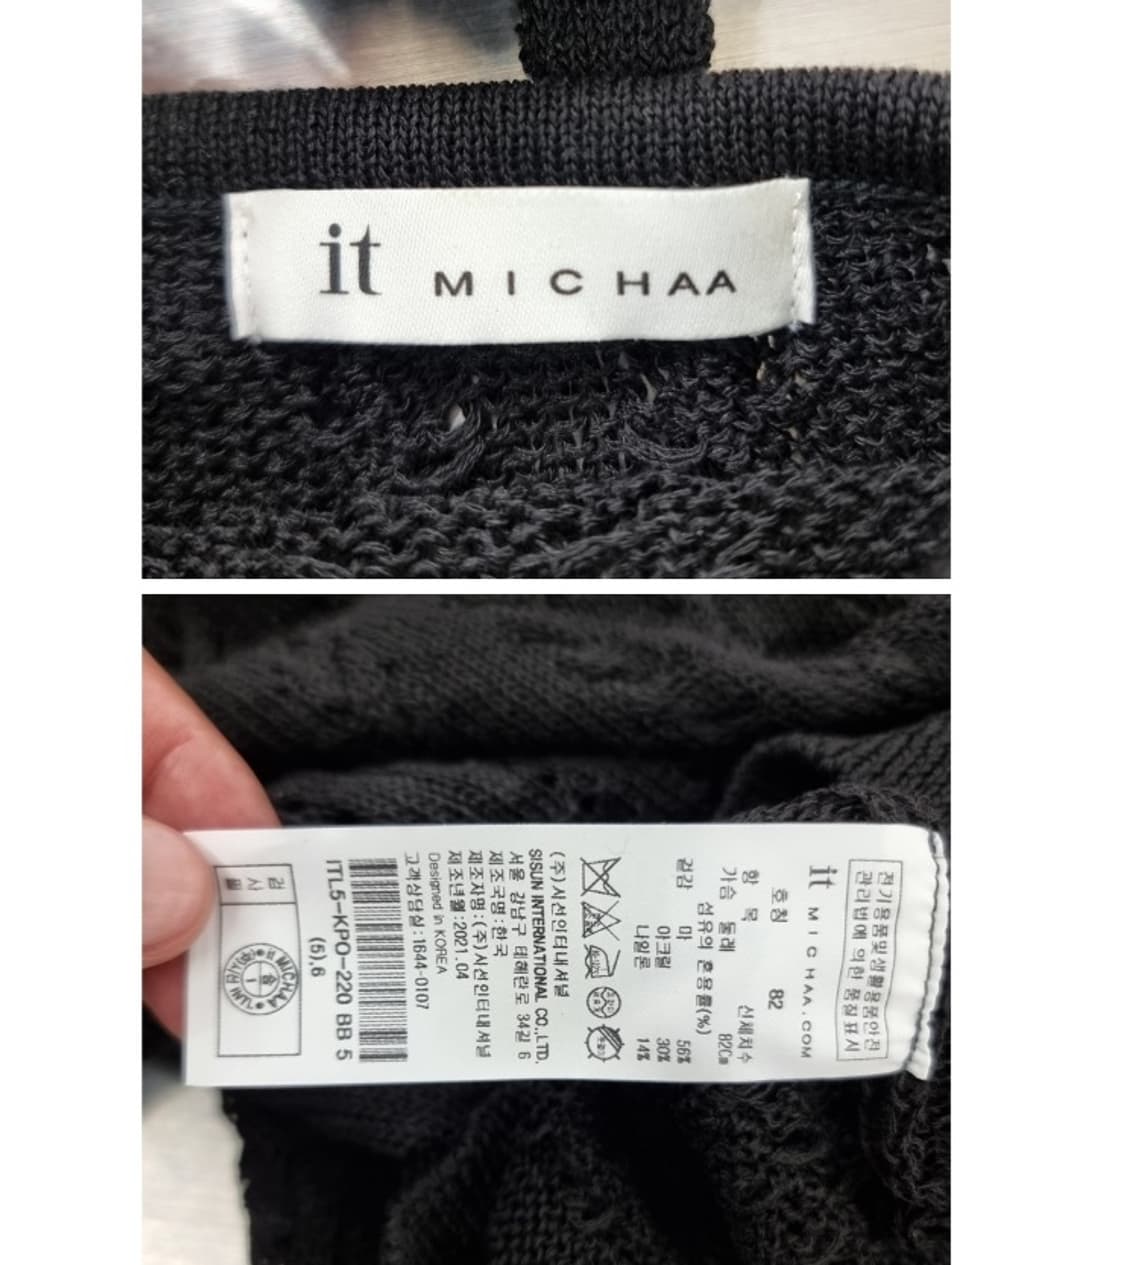 it MICHAA
전기용품및생활용품안전
관리법에 의한 품질표시
it MICHAA.COM
호칭 82
항목 신체치수
가슴둘레 82Cm
섬유의 혼용률(%)
겉감 마 56%
아크릴 30%
나일론 14%
(주)시선인터내셔널
SISUN INTERNATIONAL CO.,LTD.
서울 강남구 테헤란로 34길 6
제조국명:한국
제조자명:(주)시선인터내셔널
제조년월:2021.04
Designed in KOREA
고객상담실:1644-0107
ITL5-KPO-220 BB 5
(5),6
검사필
it MICHAA